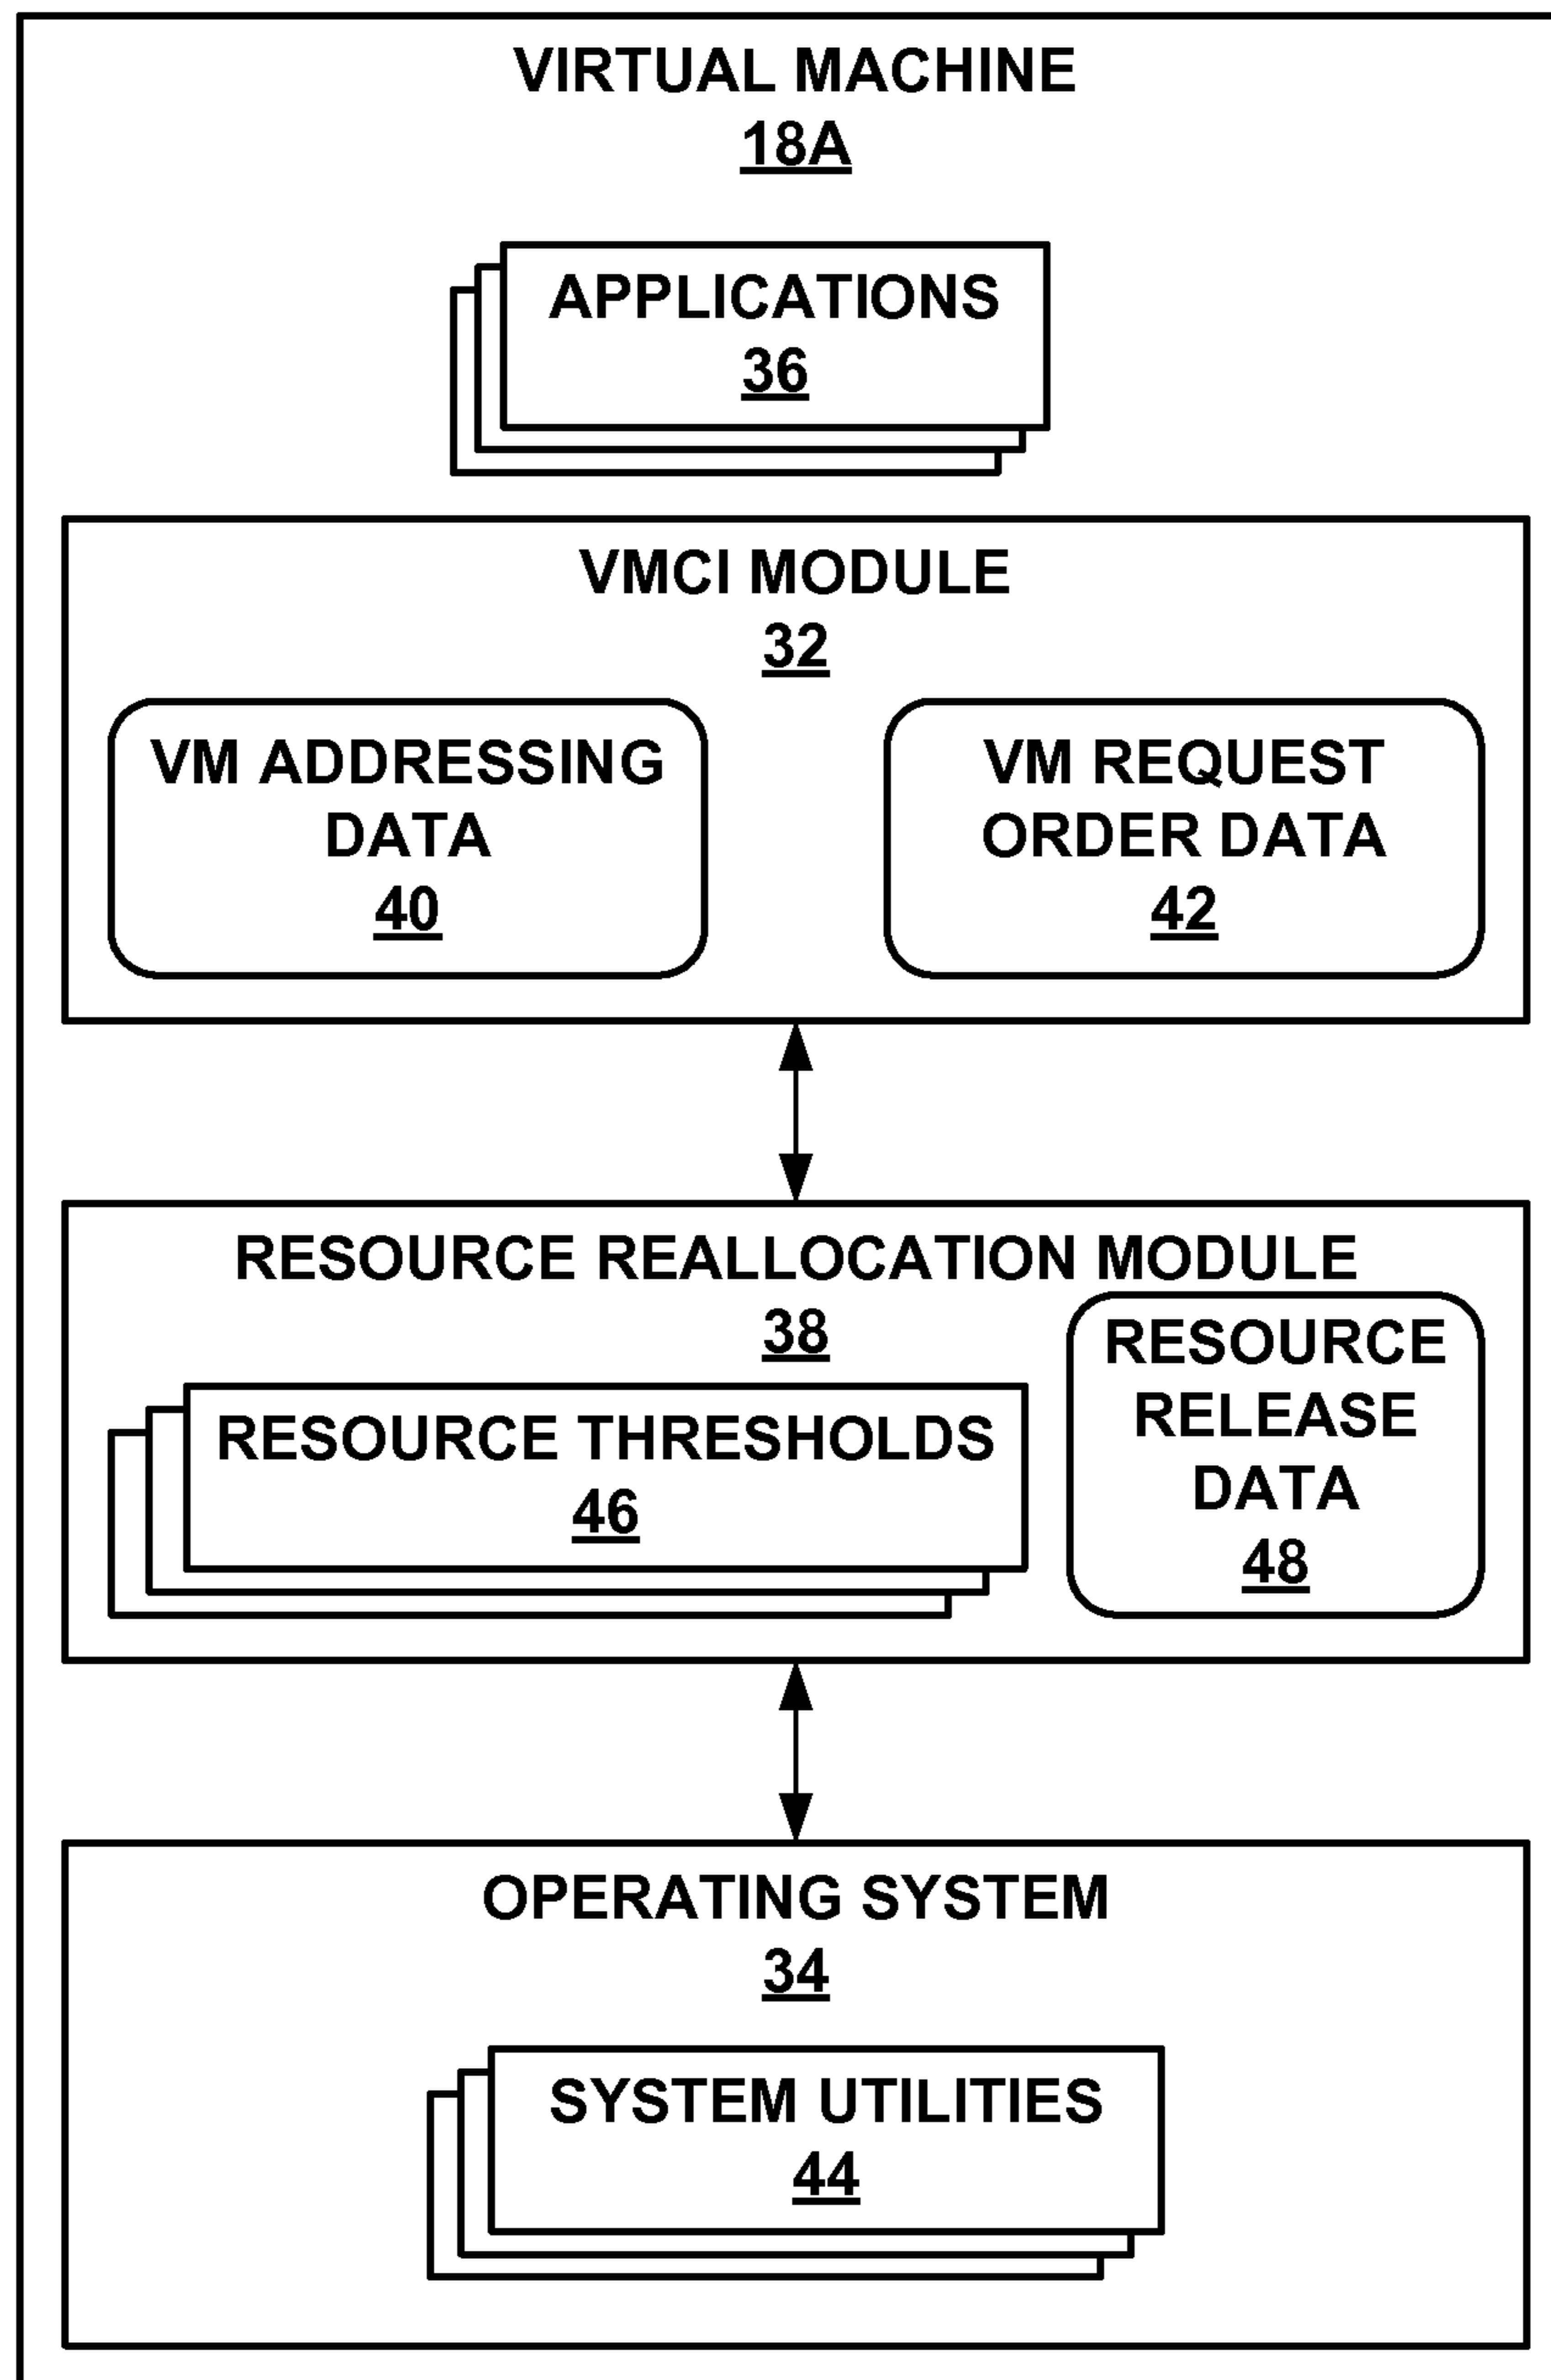 VIRTUAL MACHINE
18A
APPLICATIONS
36
VMCI MODULE
32
VM ADDRESSING
DATA
40
VM REQUEST
ORDER DATA
42
RESOURCE REALLOCATION MODULE
38
RESOURCE THRESHOLDS
46
RESOURCE
RELEASE
DATA
48
OPERATING SYSTEM
34
SYSTEM UTILITIES
44